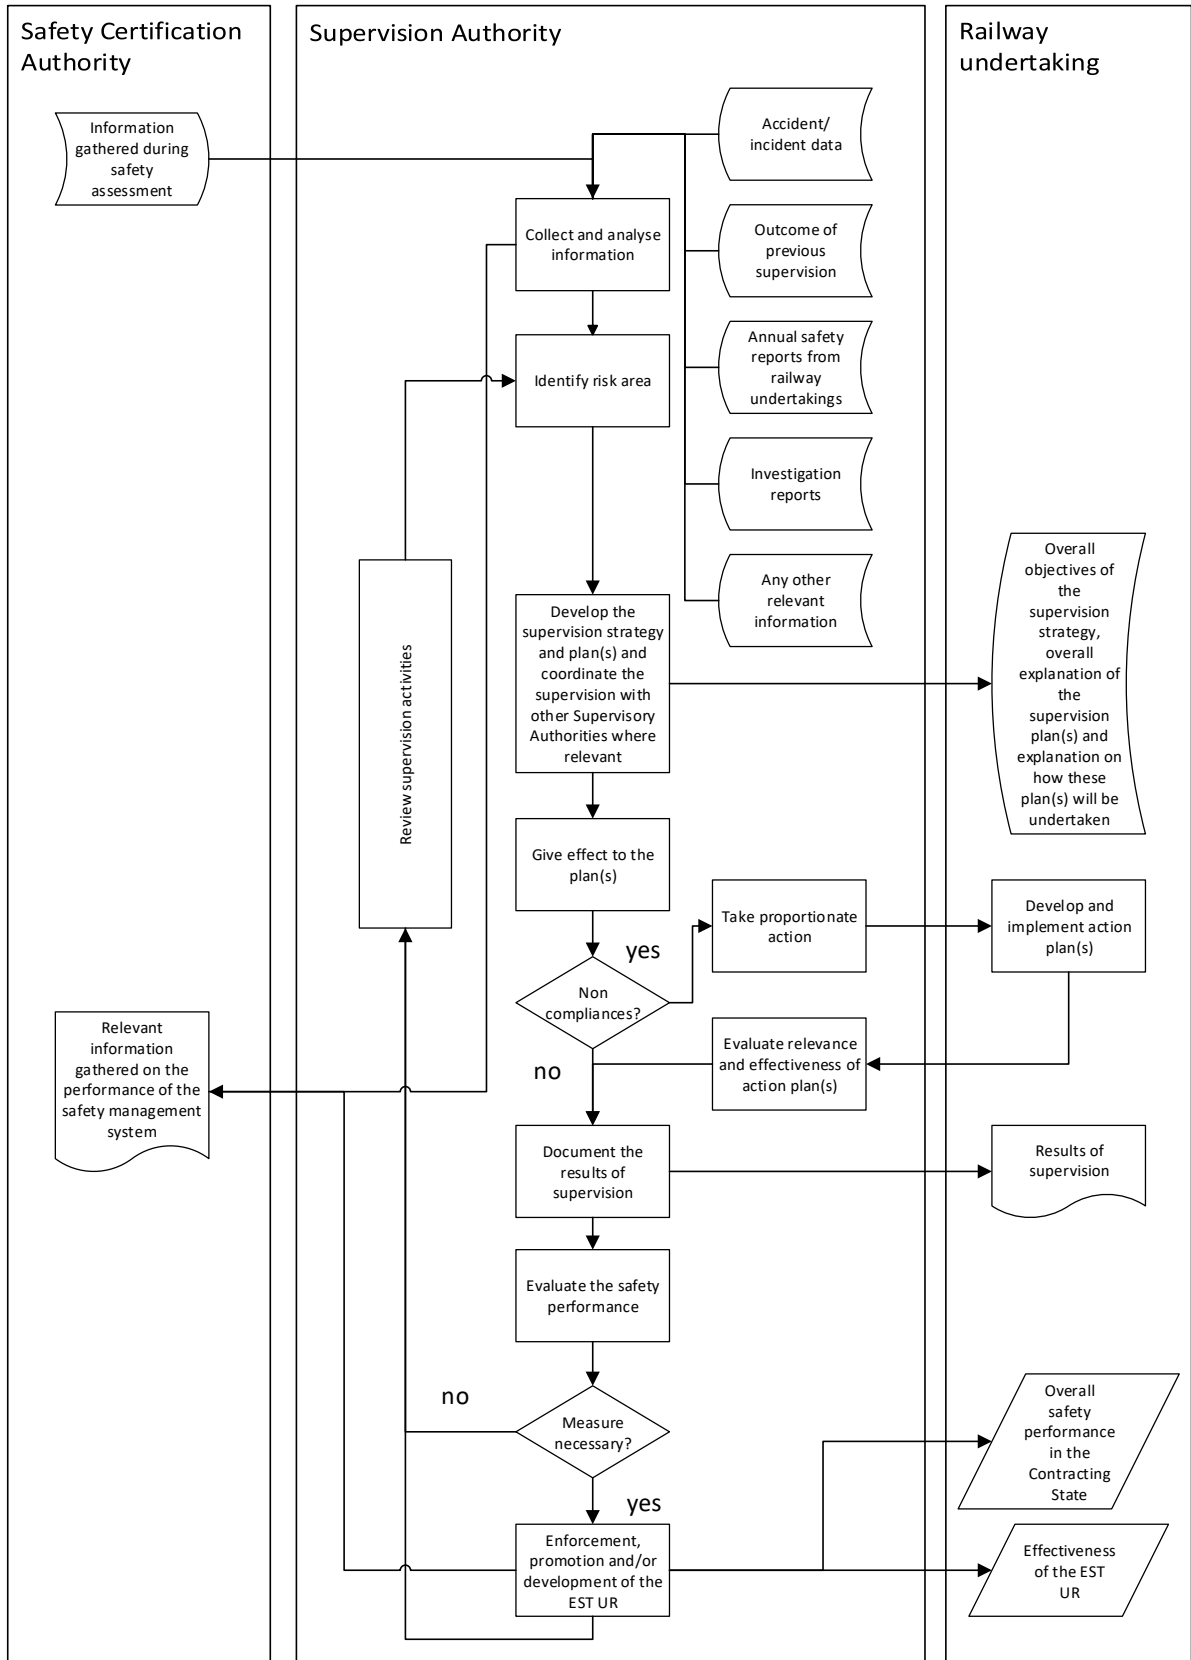 Safety Certification
Authority
Supervision Authority
Railway
undertaking
Information
gathered during
safety
assessment
Accident/
incident data
Collect and analyse
information
Outcome of
previous
supervision
Identify risk area
Annual safety
reports from
railway
undertakings
Investigation
reports
Any other
relevant
information
Develop the
supervision strategy
and plan(s) and
coordinate the
supervision with
other Supervisory
Authorities where
relevant
Overall
objectives of
the
supervision
strategy,
overall
explanation of
the
supervision
plan(s) and
explanation on
how these
plan(s) will be
undertaken
Review supervision activities
Give effect to the
plan(s)
Take proportionate
action
Develop and
implement action
plan(s)
yes
Non
compliances?
no
Evaluate relevance
and effectiveness of
action plan(s)
Relevant
information
gathered on the
performance of the
safety management
system
Document the
results of
supervision
Results of
supervision
Evaluate the safety
performance
no
Measure
necessary?
yes
Overall
safety
performance
in the
Contracting
State
Enforcement,
promotion and/or
development of the
EST UR
Effectiveness
of the EST
UR